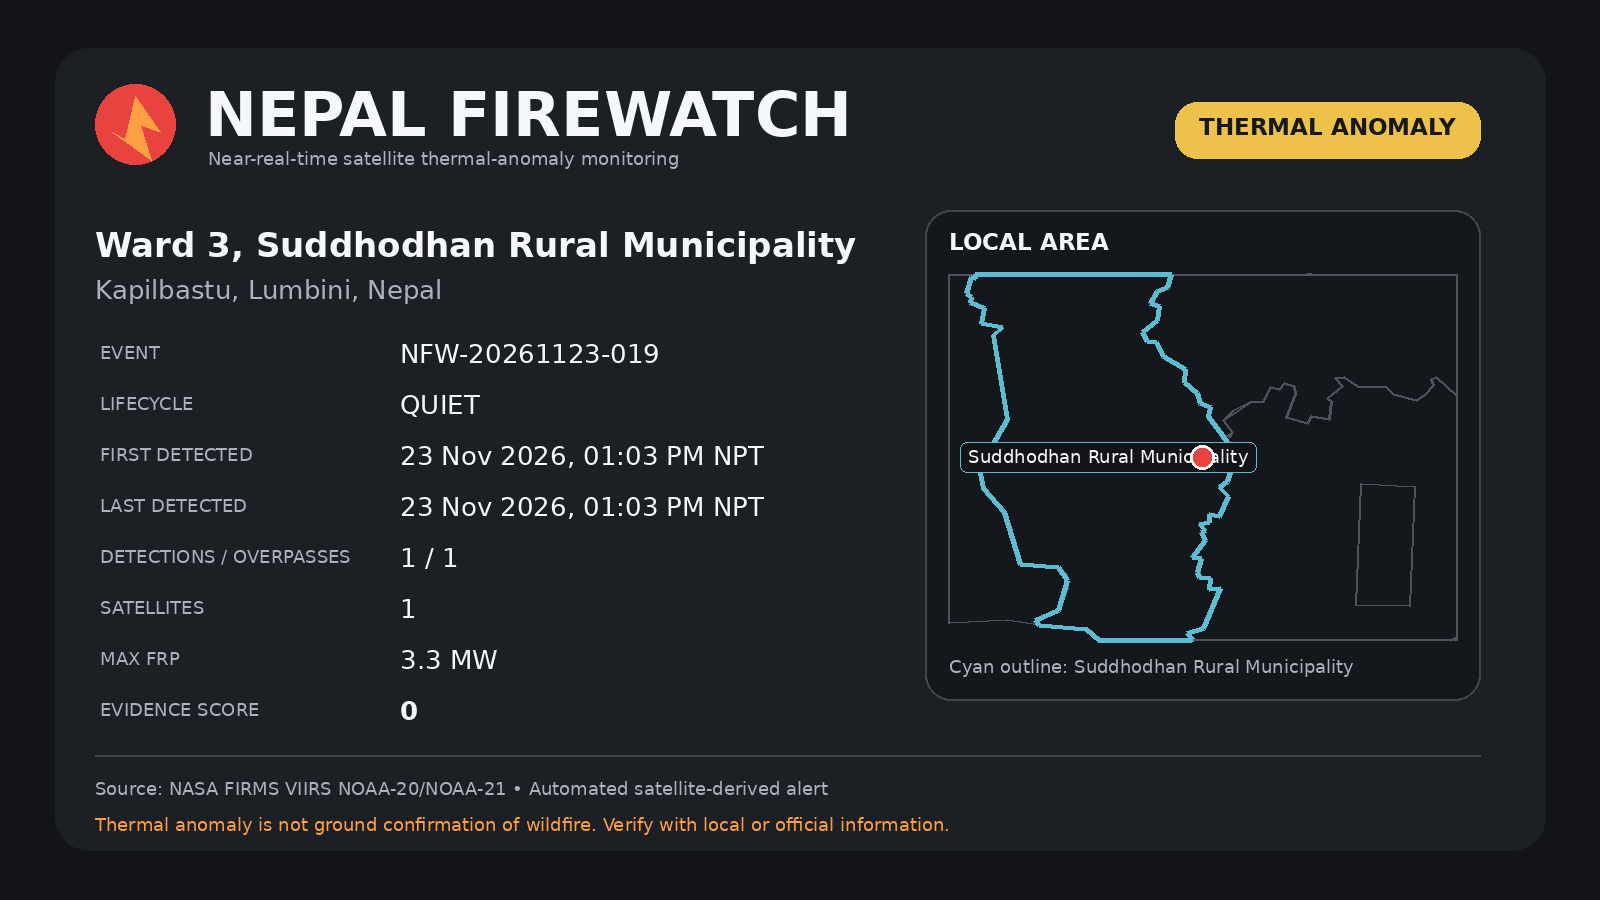 NEPAL FIREWATCH
Near-real-time satellite thermal-anomaly monitoring
THERMAL ANOMALY
Ward 3, Suddhodhan Rural Municipality
Kapilbastu, Lumbini, Nepal
EVENT NFW-20261123-019
LIFECYCLE QUIET
FIRST DETECTED 23 Nov 2026, 01:03 PM NPT
LAST DETECTED 23 Nov 2026, 01:03 PM NPT
DETECTIONS / OVERPASSES 1 / 1
SATELLITES 1
MAX FRP 3.3 MW
EVIDENCE SCORE 0
LOCAL AREA
Suddhodhan Rural Municipality
Cyan outline: Suddhodhan Rural Municipality
Source: NASA FIRMS VIIRS NOAA-20/NOAA-21 • Automated satellite-derived alert
Thermal anomaly is not ground confirmation of wildfire. Verify with local or official information.